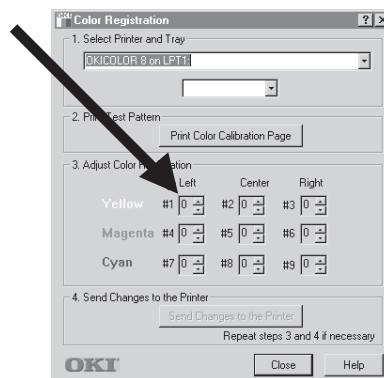 OKI Color Registration ? x
1. Select Printer and Tray
OKICOLOR 8 on LPT1:
2. Print Test Pattern
Print Color Calibration Page
3. Adjust Color Registration
Left Center Right
Yellow #1 0 #2 0 #3 0
Magenta #4 0 #5 0 #6 0
Cyan #7 0 #8 0 #9 0
4. Send Changes to the Printer
Send Changes to the Printer
Repeat steps 3 and 4 if necessary
OKI Close Help